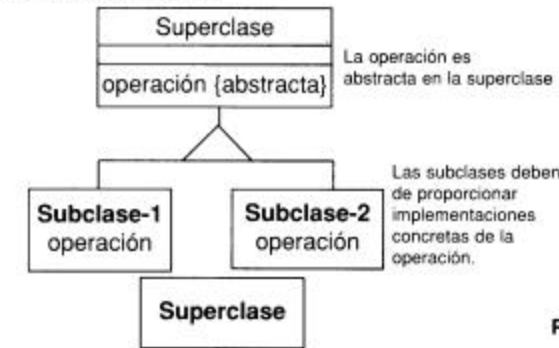 Superclase
operación {abstracta}
La operación es
abstracta en la superclase
Subclase-1
operación
Subclase-2
operación
Las subclases deben
de proporcionar
implementaciones
concretas de la
operación.
Superclase